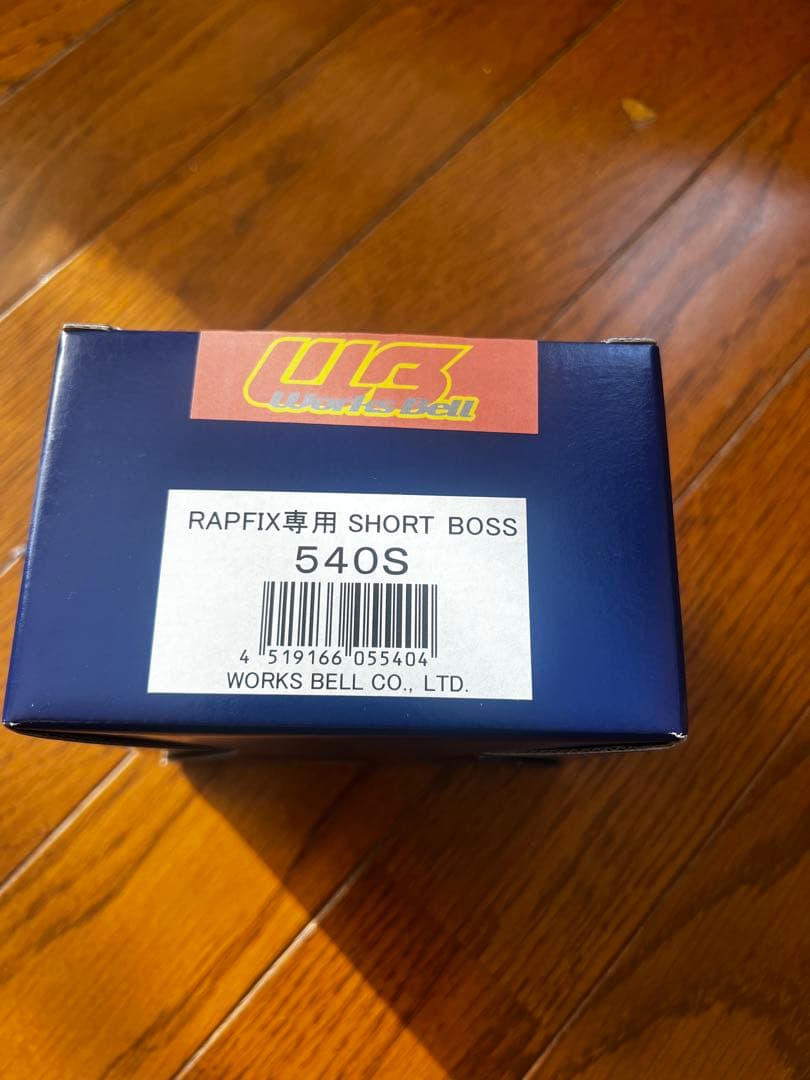 WB
Works Bell
RAPFIX専用 SHORT BOSS
540S
4 519166 055404
WORKS BELL CO., LTD.